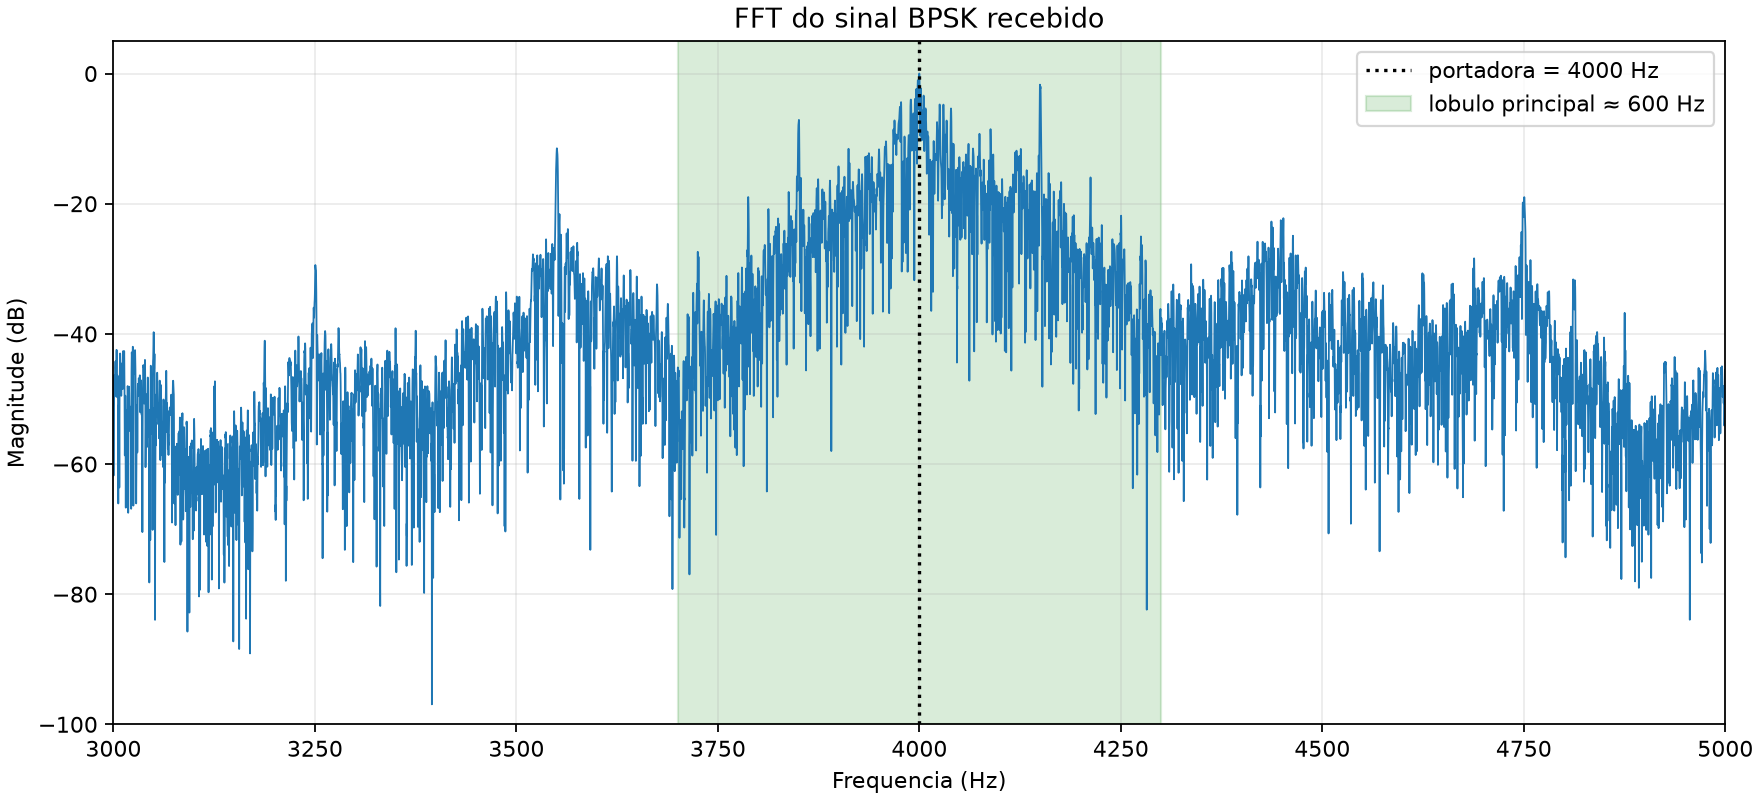 FFT do sinal BPSK recebido
portadora = 4000 Hz
lobulo principal ≈ 600 Hz
Magnitude (dB)
0
−20
−40
−60
−80
−100
3000 3250 3500 3750 4000 4250 4500 4750 5000
Frequencia (Hz)